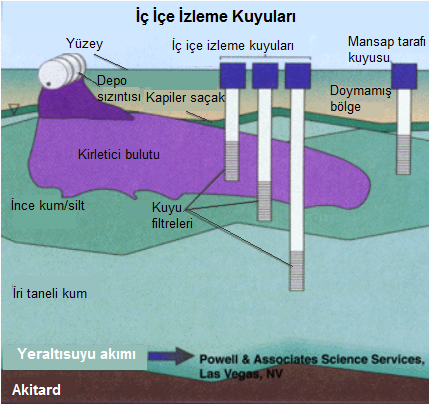 İç İçe İzleme Kuyuları
Yüzey
İç içe izleme kuyuları
Mansap tarafı
kuyusu
Depo
sızıntısı
Kapiler saçak
Doymamış
bölge
Kirletici bulutu
İnce kum/silt
Kuyu
filtreleri
İri taneli kum
Yeraltısuyu akımı
Powell & Associates Science Services,
Las Vegas, NV
Akitard